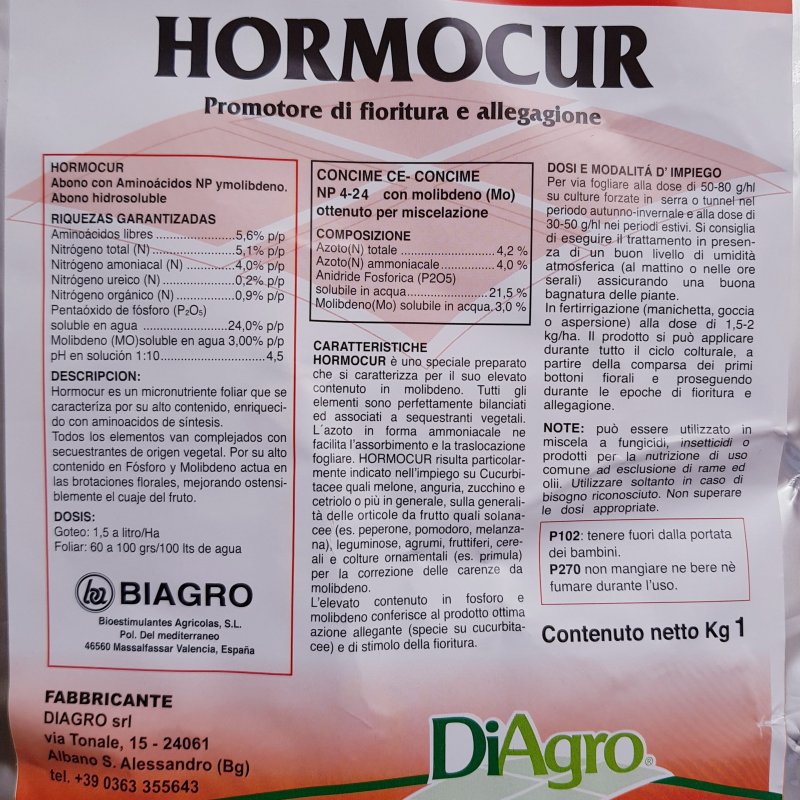 HORMOCUR
Promotore di fioritura e allegagione
HORMOCUR
Abono con Aminoácidos NP ymolibdeno.
Abono hidrosoluble
RIQUEZAS GARANTIZADAS
Aminoácidos libres ....................5,6% p/p
Nitrógeno total (N) .....................5,1% p/p
Nitrógeno amoniacal (N) ............4,0% p/p
Nitrógeno ureico (N) ..................0,2% p/p
Nitrógeno orgánico (N) ..............0,9% p/p
Pentaóxido de fósforo (P₂O₅)
soluble en agua ......................24,0% p/p
Molibdeno (MO)soluble en agua 3,00% p/p
pH en solución 1:10..........................4,5
DESCRIPCION:
Hormocur es un micronutriente foliar que se
caracteriza por su alto contenido, enriqueci-
do con aminoacidos de síntesis.
Todos los elementos van complejados con
secuestrantes de origen vegetal. Por su alto
contenido en Fósforo y Molibdeno actua en
las brotaciones florales, mejorando ostensi-
blemente el cuaje del fruto.
DOSIS:
Goteo: 1,5 a litro/Ha
Foliar: 60 a 100 grs/100 lts de agua
BIAGRO
Bioestimulantes Agricolas, S.L.
Pol. Del mediterraneo
46560 Massalfassar Valencia, España
CONCIME CE- CONCIME
NP 4-24 con molibdeno (Mo)
ottenuto per miscelazione
COMPOSIZIONE
Azoto(N) totale ............................4,2 %
Azoto(N) ammoniacale................4,0 %
Anidride Fosforica (P2O5)
solubile in acqua.......................21,5 %
Molibdeno(Mo) solubile in acqua.3,0 %
CARATTERISTICHE
HORMOCUR è uno speciale preparato
che si caratterizza per il suo elevato
contenuto in molibdeno. Tutti gli
elementi sono perfettamente bilanciati
ed associati a sequestranti vegetali.
L´azoto in forma ammoniacale ne
facilita l'assorbimento e la traslocazione
fogliare. HORMOCUR risulta particolar-
mente indicato nell'impiego su Cucurbi-
tacee quali melone, anguria, zucchino e
cetriolo o più in generale, sulla generali-
tà delle orticole da frutto quali solana-
cee (es. peperone, pomodoro, melanza-
na), leguminose, agrumi, fruttiferi, cere-
ali e colture ornamentali (es. primula)
per la correzione delle carenze da
molibdeno.
L'elevato contenuto in fosforo e
molibdeno conferisce al prodotto ottima
azione allegante (specie su cucurbita-
cee) e di stimolo della fioritura.
DOSI E MODALITÁ D' IMPIEGO
Per via fogliare alla dose di 50-80 g/hl
su culture forzate in serra o tunnel nel
periodo autunno-invernale e alla dose di
30-50 g/hl nei periodi estivi. Si consiglia
di eseguire il trattamento in presen-
za di un buon livello di umidità
atmosferica (al mattino o nelle ore
serali) assicurando una buona
bagnatura delle piante.
In fertirrigazione (manichetta, goccia
o aspersione) alla dose di 1,5-2
kg/ha. Il prodotto si può applicare
durante tutto il ciclo colturale, a
partire della comparsa dei primi
bottoni fiorali e proseguendo
durante le epoche di fioritura e
allegagione.
NOTE: può essere utilizzato in
miscela a fungicidi, insetticidi o
prodotti per la nutrizione di uso
comune ad esclusione di rame ed
olii. Utilizzare soltanto in caso di
bisogno riconosciuto. Non superare
le dosi appropriate.
P102: tenere fuori dalla portata
dei bambini.
P270 non mangiare ne bere nè
fumare durante l'uso.
Contenuto netto Kg 1
FABBRICANTE
DIAGRO srl
via Tonale, 15 - 24061
Albano S. Alessandro (Bg)
tel. +39 0363 355643
DiAgro®